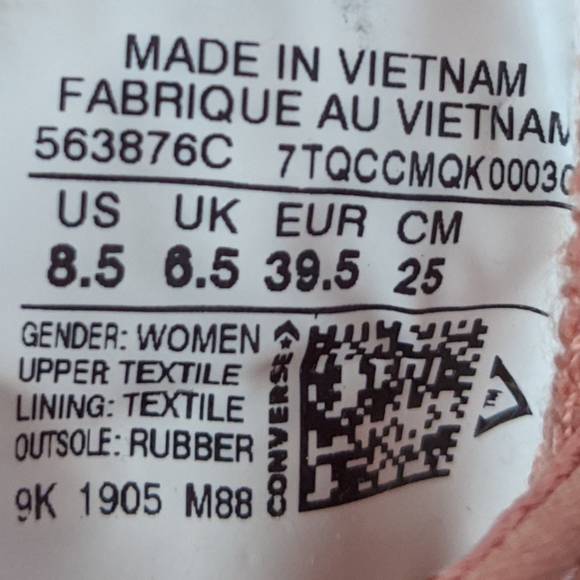 MADE IN VIETNAM
FABRIQUE AU VIETNAM
563876C 7TQCCMQK0003
US UK EUR CM
8.5 6.5 39.5 25
GENDER: WOMEN
UPPER TEXTILE
LINING: TEXTILE
OUTSOLE: RUBBER
9K 1905 M88
CONVERSE